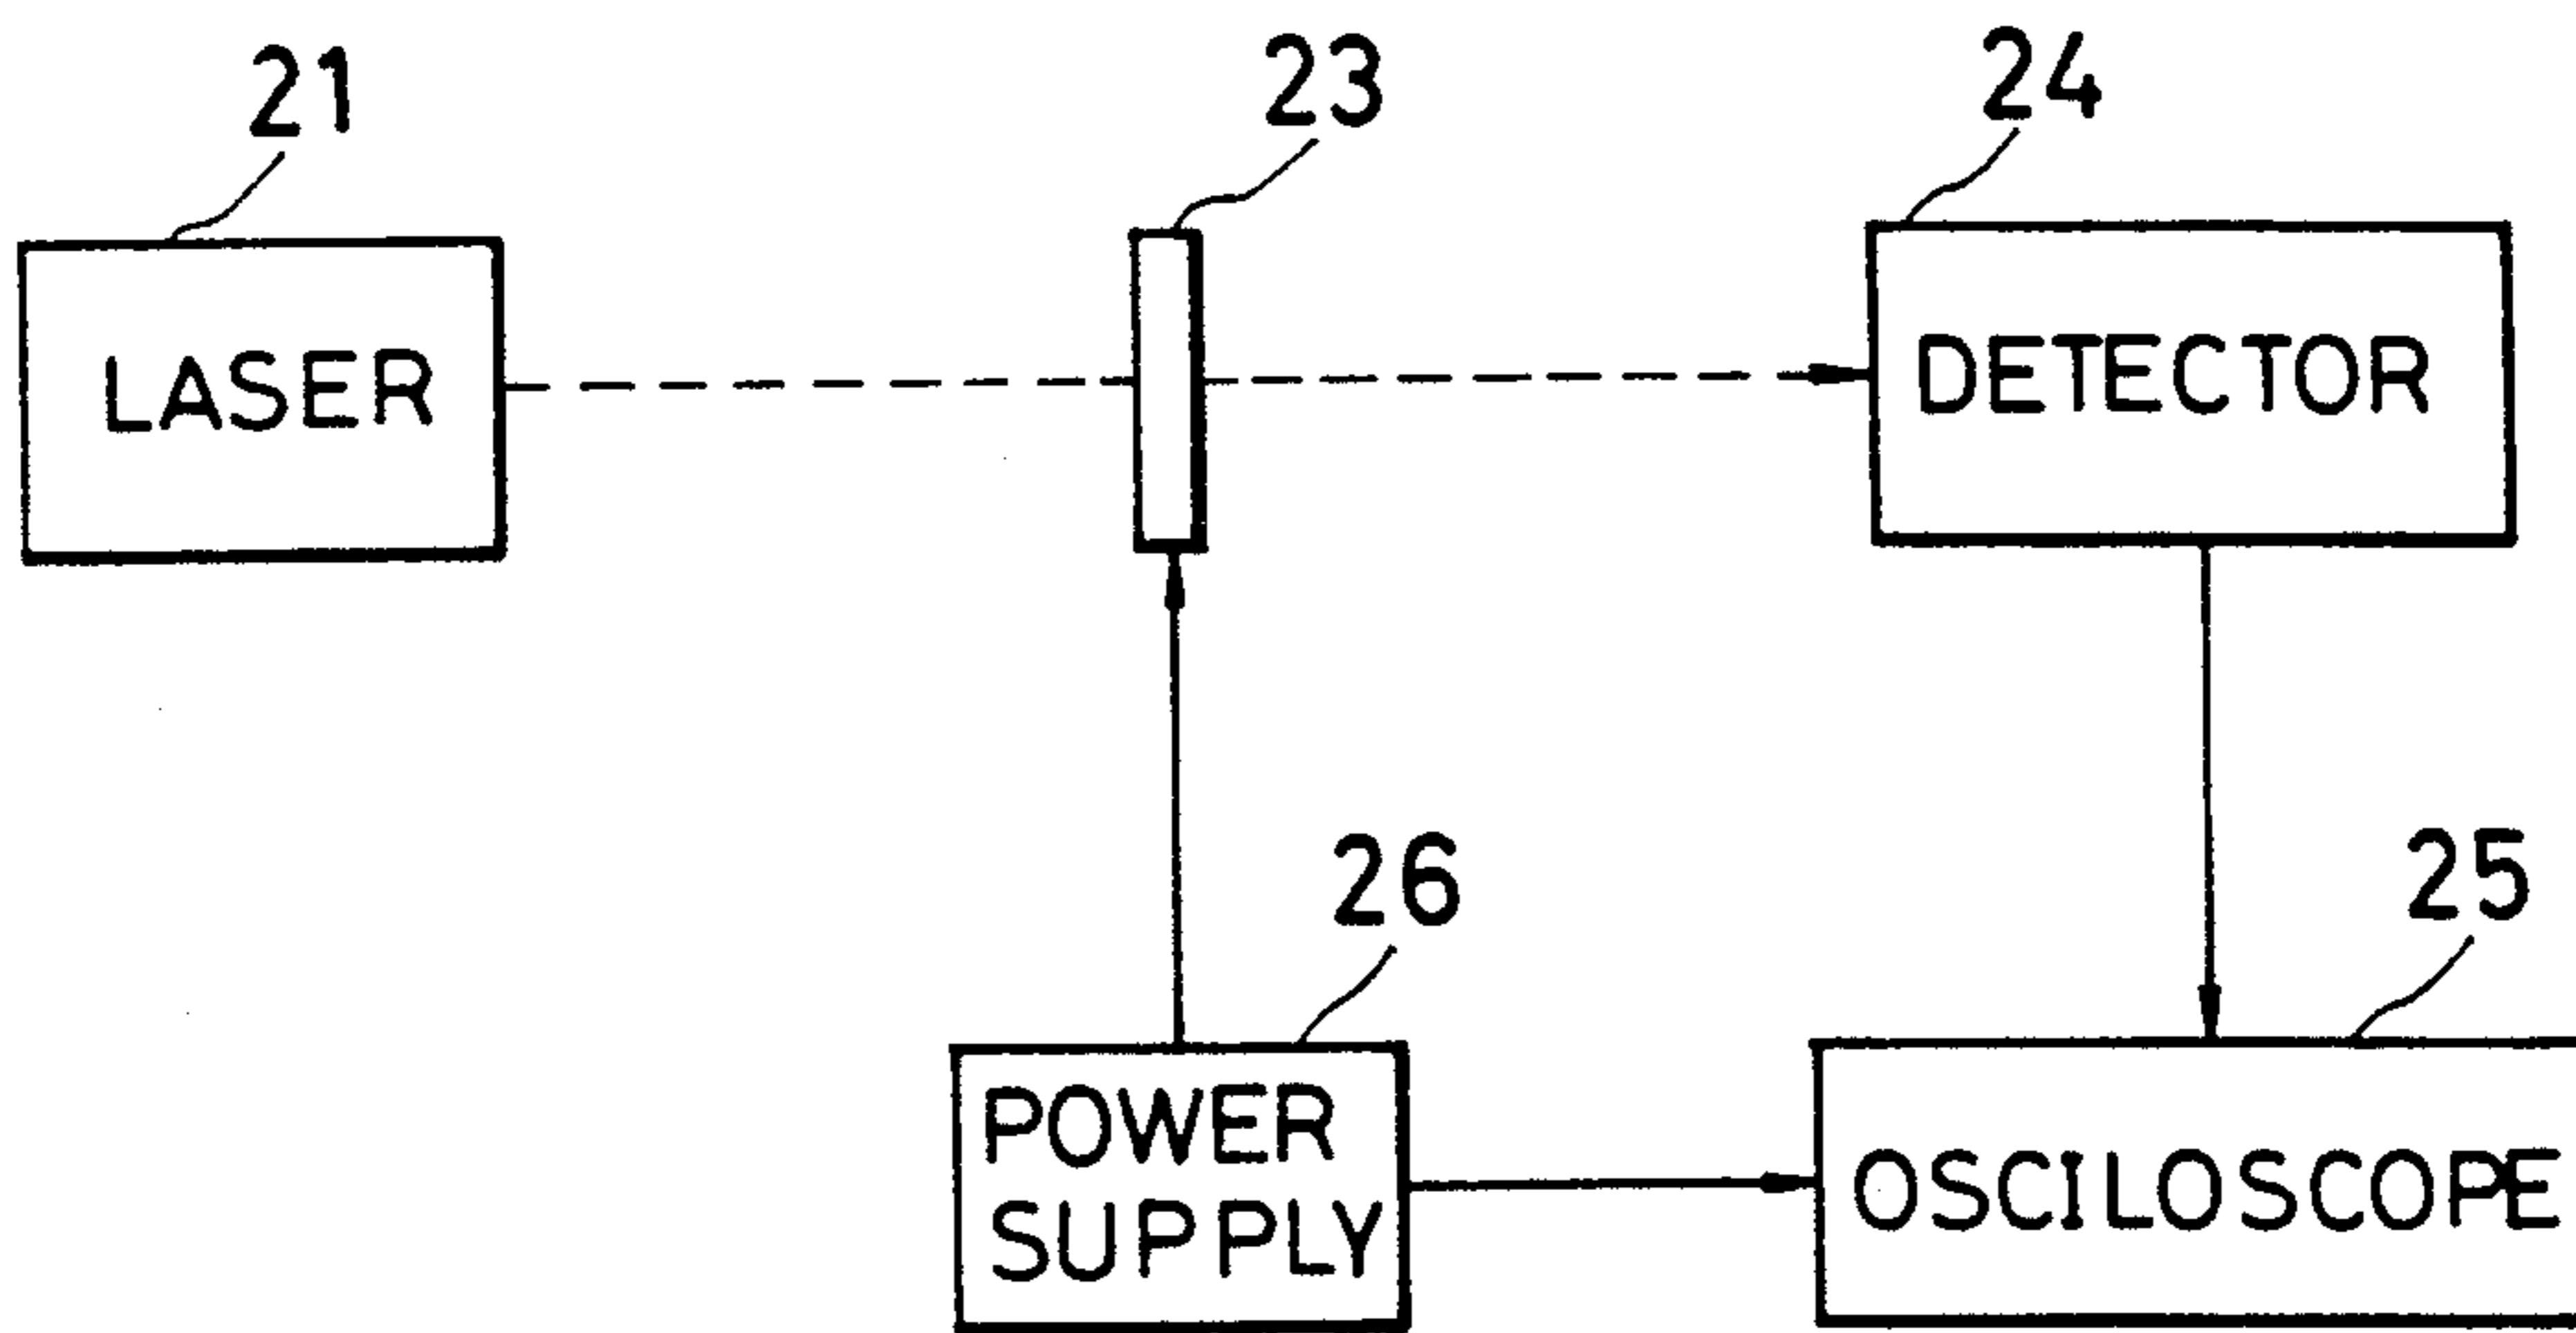 21
23
24
LASER
DETECTOR
26
25
POWER
SUPPLY
OSCILOSCOPE